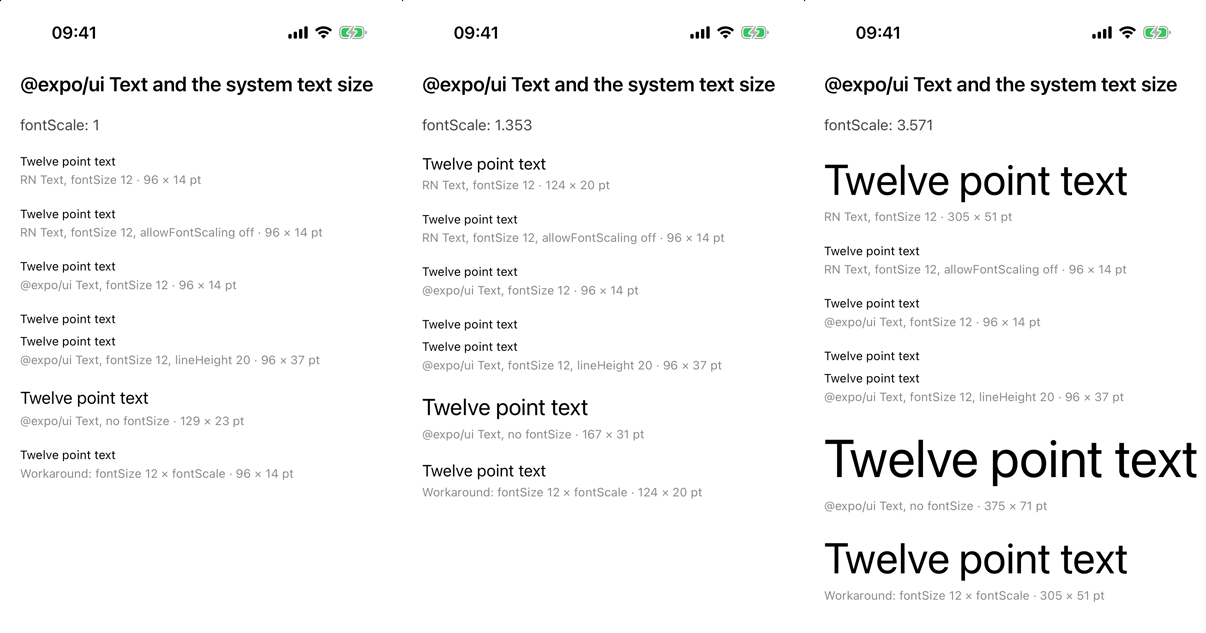 09:41
@expo/ui Text and the system text size
fontScale: 1
Twelve point text
RN Text, fontSize 12 · 96 × 14 pt
Twelve point text
RN Text, fontSize 12, allowFontScaling off · 96 × 14 pt
Twelve point text
@expo/ui Text, fontSize 12 · 96 × 14 pt
Twelve point text
Twelve point text
@expo/ui Text, fontSize 12, lineHeight 20 · 96 × 37 pt
Twelve point text
@expo/ui Text, no fontSize · 129 × 23 pt
Twelve point text
Workaround: fontSize 12 × fontScale · 96 × 14 pt
09:41
@expo/ui Text and the system text size
fontScale: 1.353
Twelve point text
RN Text, fontSize 12 · 124 × 20 pt
Twelve point text
RN Text, fontSize 12, allowFontScaling off · 96 × 14 pt
Twelve point text
@expo/ui Text, fontSize 12 · 96 × 14 pt
Twelve point text
Twelve point text
@expo/ui Text, fontSize 12, lineHeight 20 · 96 × 37 pt
Twelve point text
@expo/ui Text, no fontSize · 167 × 31 pt
Twelve point text
Workaround: fontSize 12 × fontScale · 124 × 20 pt
09:41
@expo/ui Text and the system text size
fontScale: 3.571
Twelve point text
RN Text, fontSize 12 · 305 × 51 pt
Twelve point text
RN Text, fontSize 12, allowFontScaling off · 96 × 14 pt
Twelve point text
@expo/ui Text, fontSize 12 · 96 × 14 pt
Twelve point text
Twelve point text
@expo/ui Text, fontSize 12, lineHeight 20 · 96 × 37 pt
Twelve point text
@expo/ui Text, no fontSize · 375 × 71 pt
Twelve point text
Workaround: fontSize 12 × fontScale · 305 × 51 pt